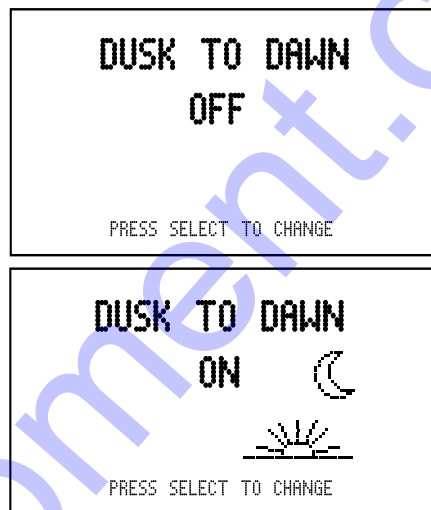 DUSK TO DAWN
OFF
PRESS SELECT TO CHANGE
DUSK TO DAWN
ON
PRESS SELECT TO CHANGE